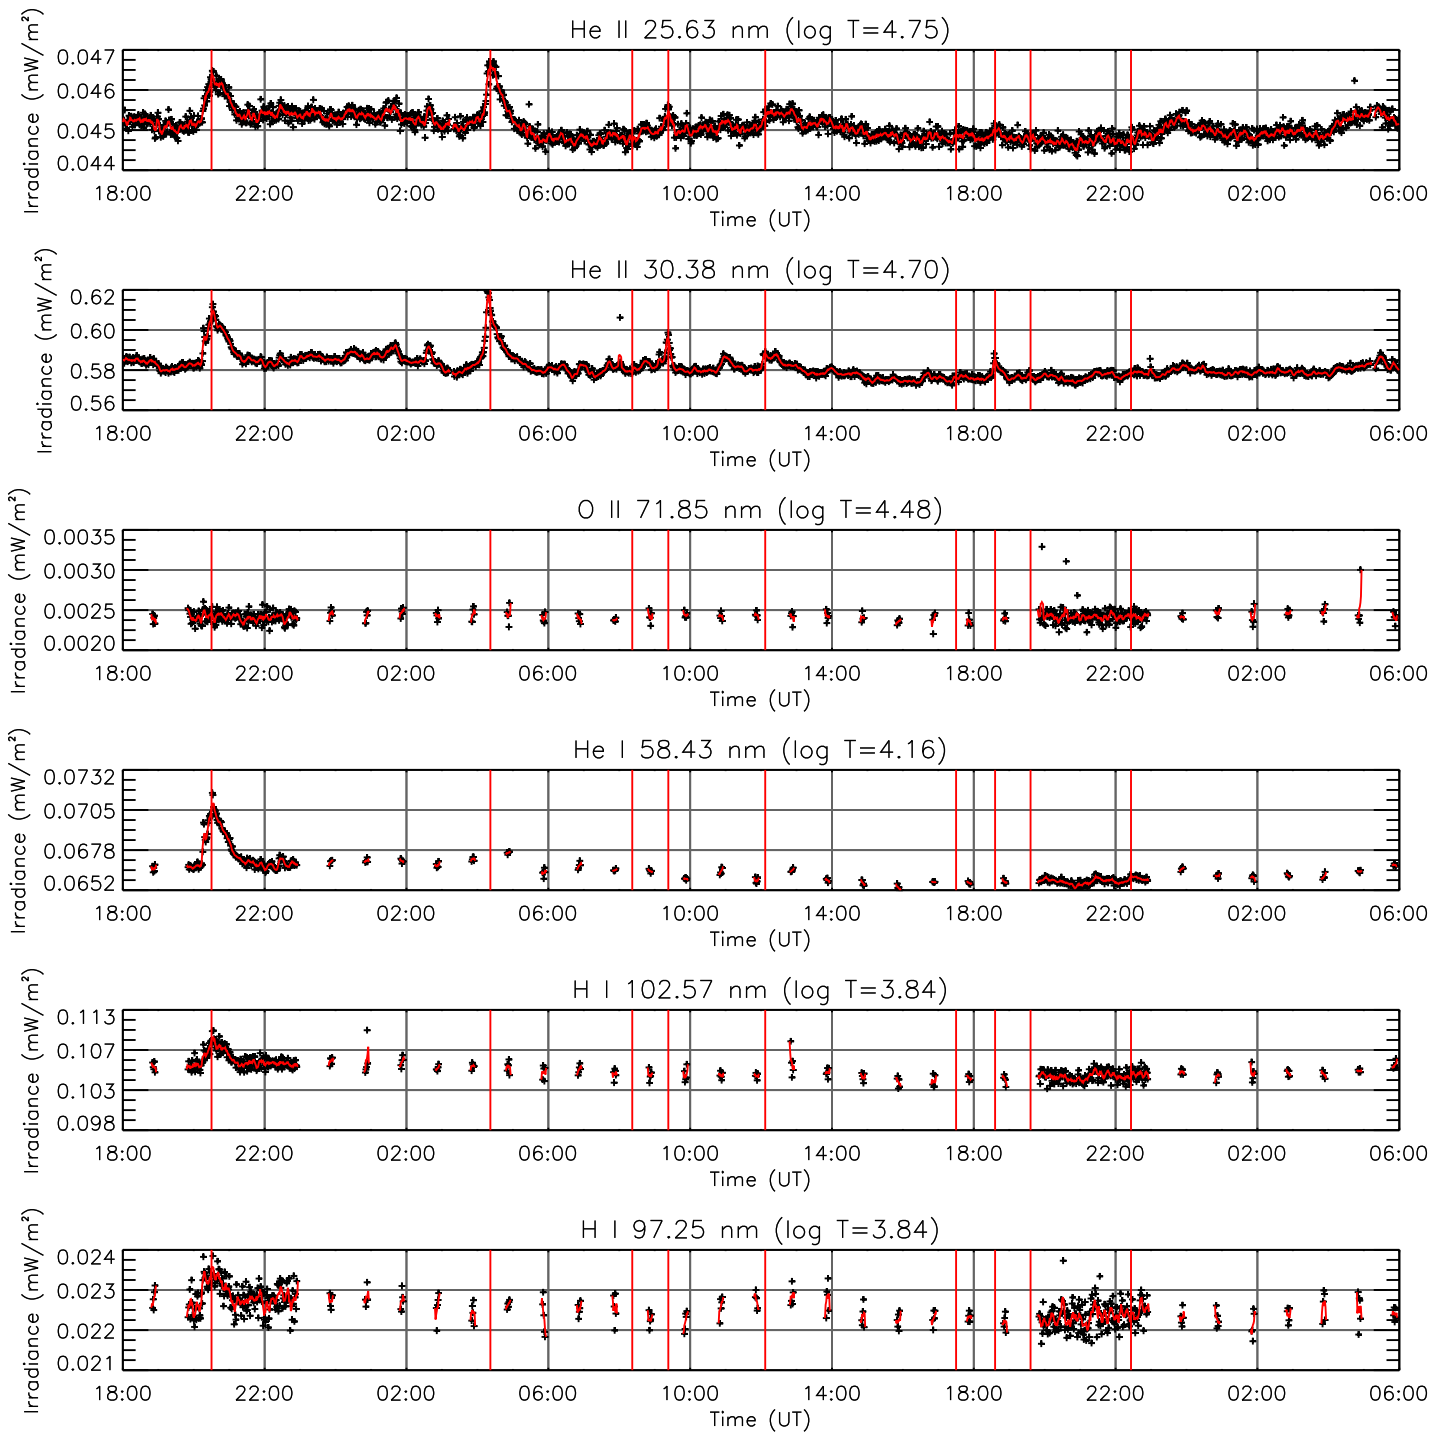 He II 25.63 nm (log T=4.75)
Irradiance (mW/m²)
0.047
0.046
0.045
0.044
18:00 22:00 02:00 06:00 10:00 14:00 18:00 22:00 02:00 06:00
Time (UT)
He II 30.38 nm (log T=4.70)
Irradiance (mW/m²)
0.62
0.60
0.58
0.56
18:00 22:00 02:00 06:00 10:00 14:00 18:00 22:00 02:00 06:00
Time (UT)
O II 71.85 nm (log T=4.48)
Irradiance (mW/m²)
0.0035
0.0030
0.0025
0.0020
18:00 22:00 02:00 06:00 10:00 14:00 18:00 22:00 02:00 06:00
Time (UT)
He I 58.43 nm (log T=4.16)
Irradiance (mW/m²)
0.0732
0.0705
0.0678
0.0652
18:00 22:00 02:00 06:00 10:00 14:00 18:00 22:00 02:00 06:00
Time (UT)
H I 102.57 nm (log T=3.84)
Irradiance (mW/m²)
0.113
0.107
0.103
0.098
18:00 22:00 02:00 06:00 10:00 14:00 18:00 22:00 02:00 06:00
Time (UT)
H I 97.25 nm (log T=3.84)
Irradiance (mW/m²)
0.024
0.023
0.022
0.021
18:00 22:00 02:00 06:00 10:00 14:00 18:00 22:00 02:00 06:00
Time (UT)